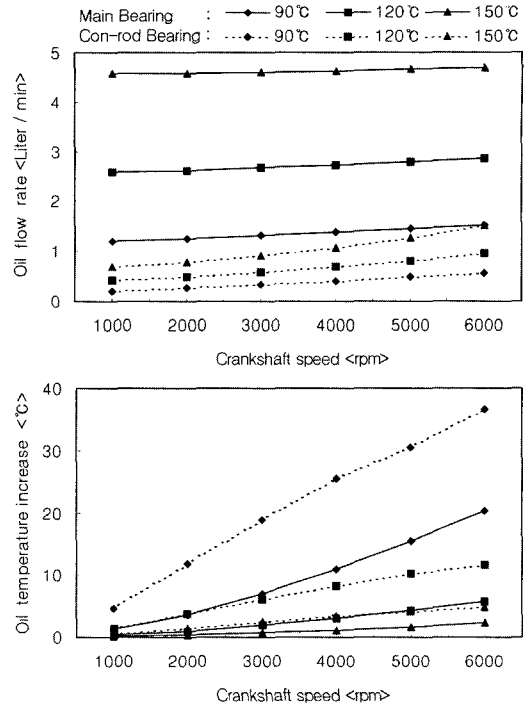 Main Bearing : 90℃ 120℃ 150℃
Con-rod Bearing : 90℃ 120℃ 150℃
5
4
3
2
1
0
Oil flow rate <Liter / min>
1000 2000 3000 4000 5000 6000
Crankshaft speed <rpm>
40
30
20
10
0
Oil temperature increase <℃>
1000 2000 3000 4000 5000 6000
Crankshaft speed <rpm>